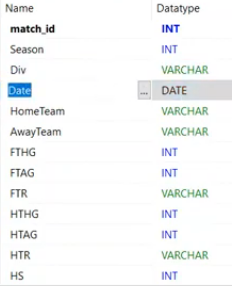 Name Datatype
match_id INT
Season INT
Div VARCHAR
Date ... DATE
HomeTeam VARCHAR
AwayTeam VARCHAR
FTHG INT
FTAG INT
FTR VARCHAR
HTHG INT
HTAG INT
HTR VARCHAR
HS INT